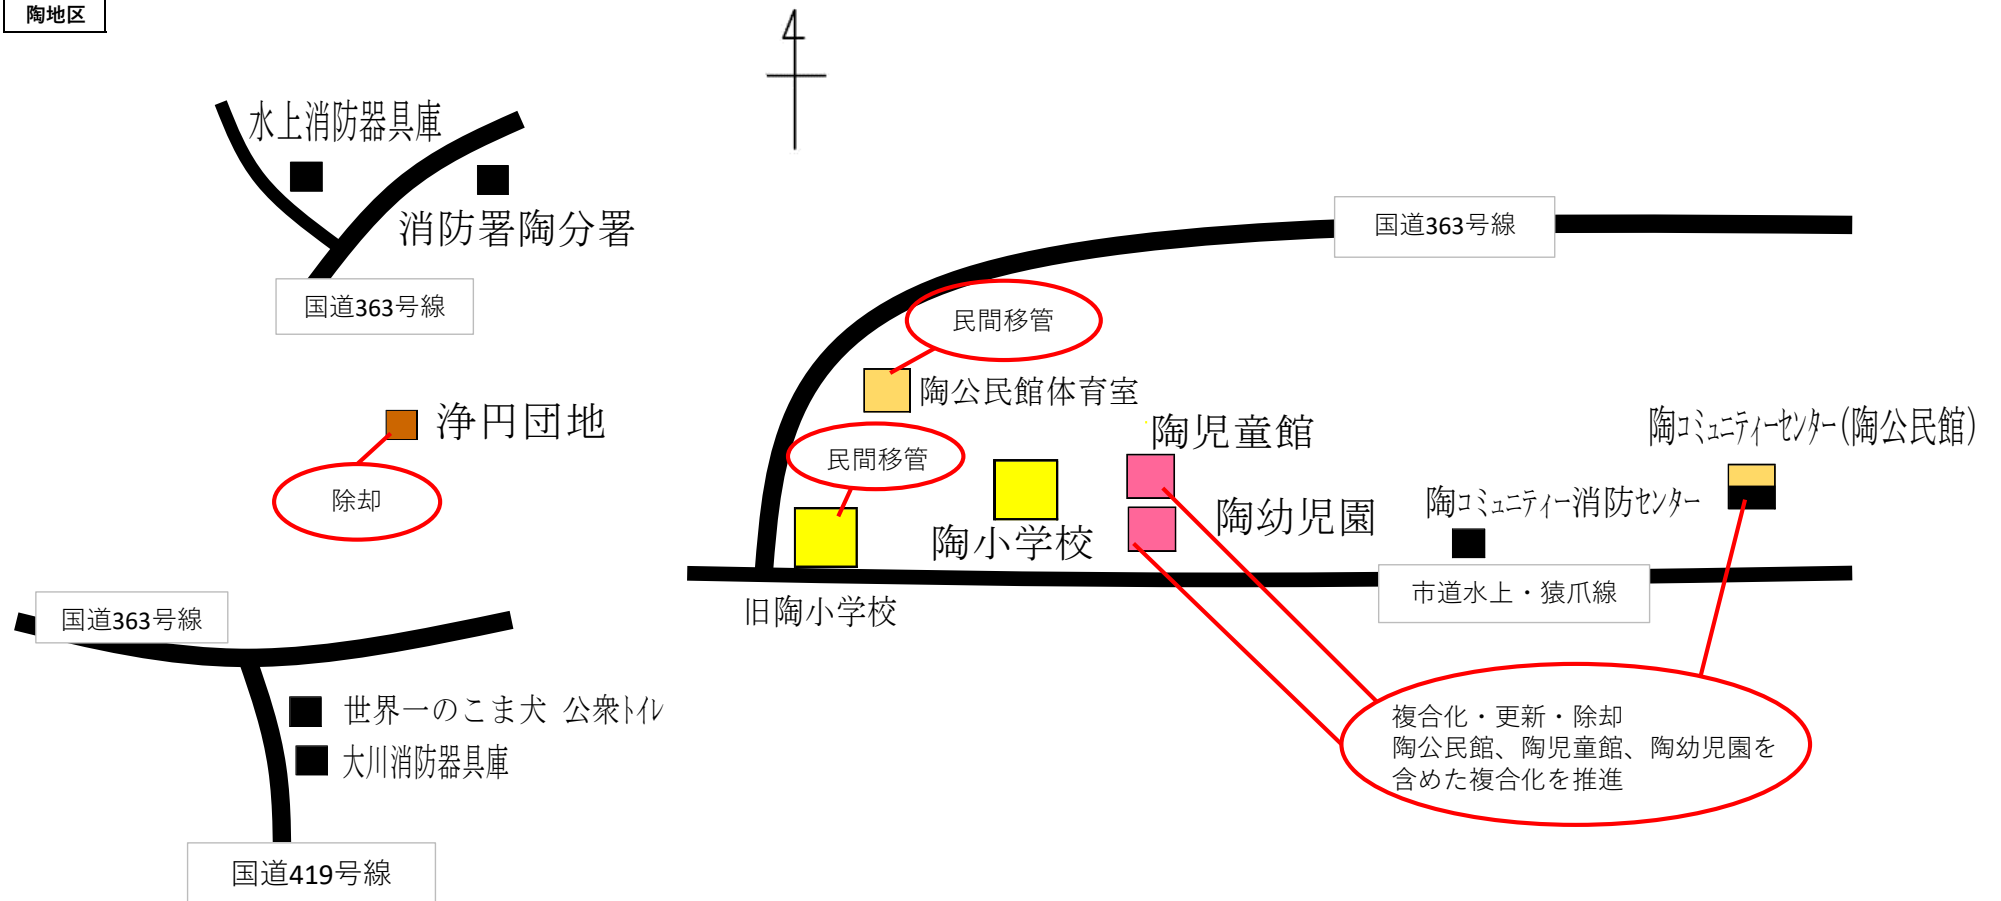 陶地区
水上消防器具庫
消防署陶分署
国道363号線
国道363号線
民間移管
陶公民館体育室
浄円団地
除却
民間移管
陶児童館
陶コミュニティーセンター(陶公民館)
陶幼児園
陶コミュニティー消防センター
陶小学校
旧陶小学校
市道水上・猿爪線
国道363号線
世界一のこま犬 公衆トイレ
大川消防器具庫
国道419号線
複合化・更新・除却
陶公民館、陶児童館、陶幼児園を
含めた複合化を推進